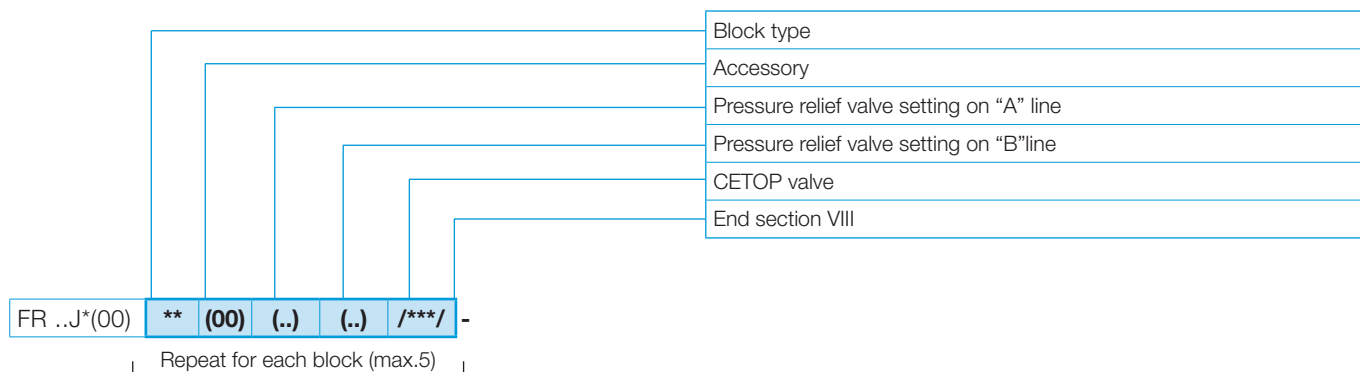 Block type
Accessory
Pressure relief valve setting on “A” line
Pressure relief valve setting on “B”line
CETOP valve
End section VIII
FR ..J*(00) ** (00) (..) (..) /***/ -
Repeat for each block (max.5)